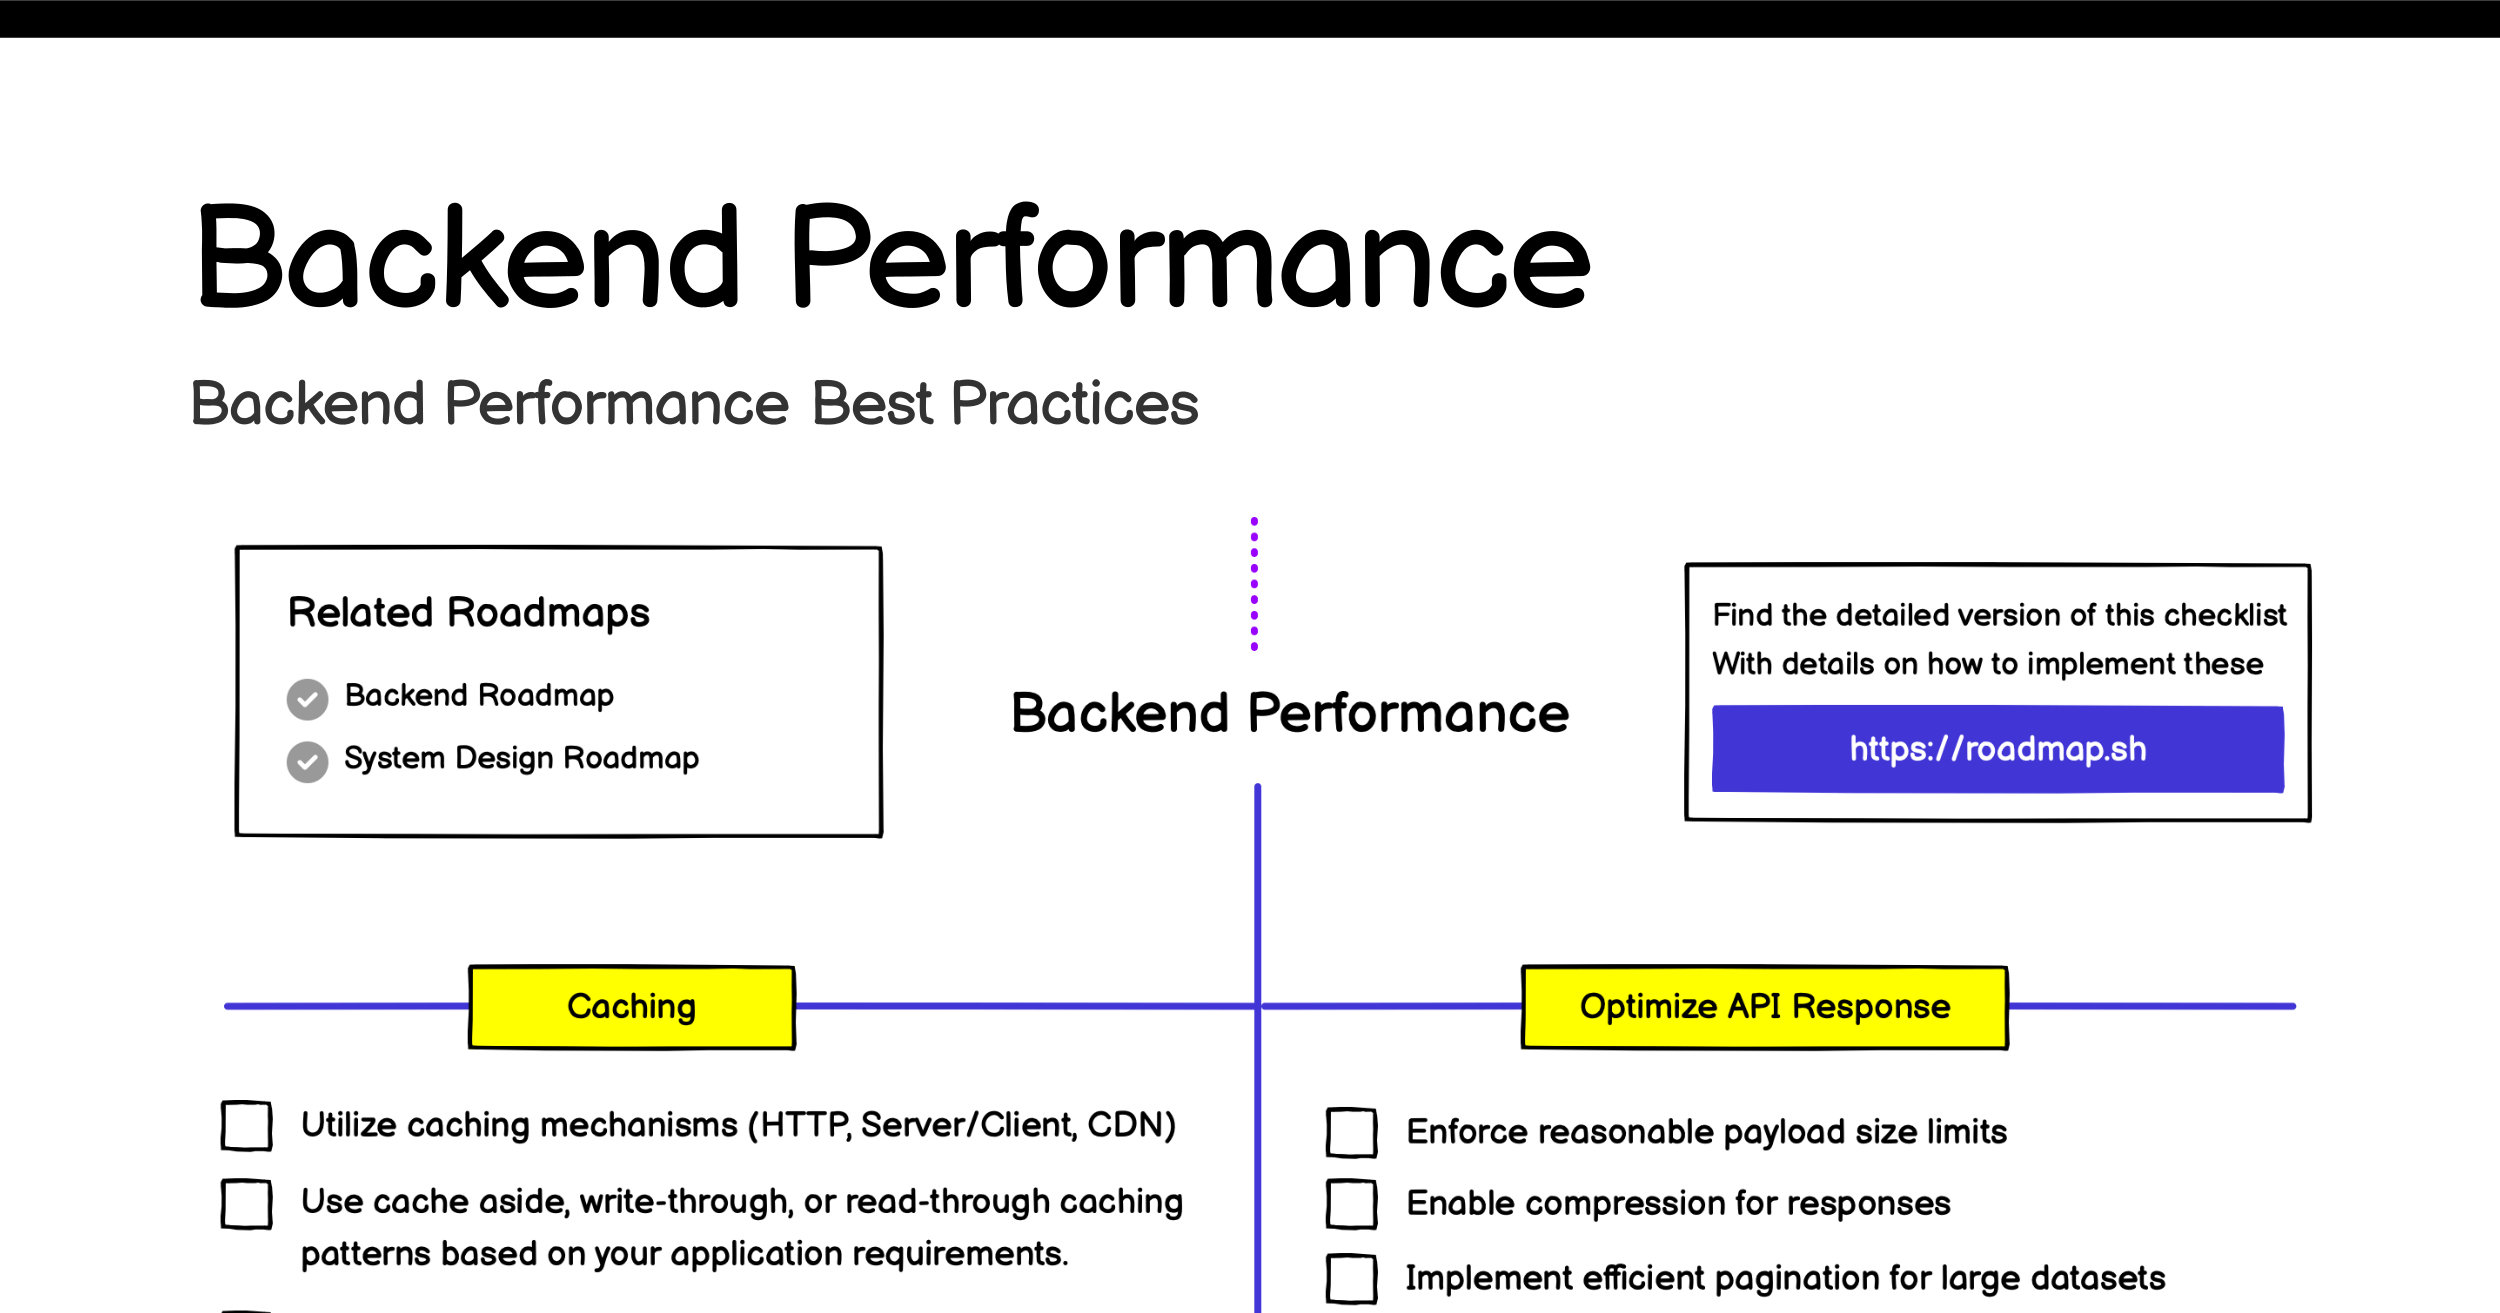 Backend Performance
Backend Performance Best Practices
Related Roadmaps
Backend Roadmap
System Design Roadmap
Backend Performance
Find the detailed version of this checklist
With details on how to implement these
https://roadmap.sh
Caching
Utilize caching mechanisms (HTTP, Server/Client, CDN)
Use cache aside, write-through, or read-through caching
patterns based on your application requirements.
Optimize API Response
Enforce reasonable payload size limits
Enable compression for responses
Implement efficient pagination for large datasets